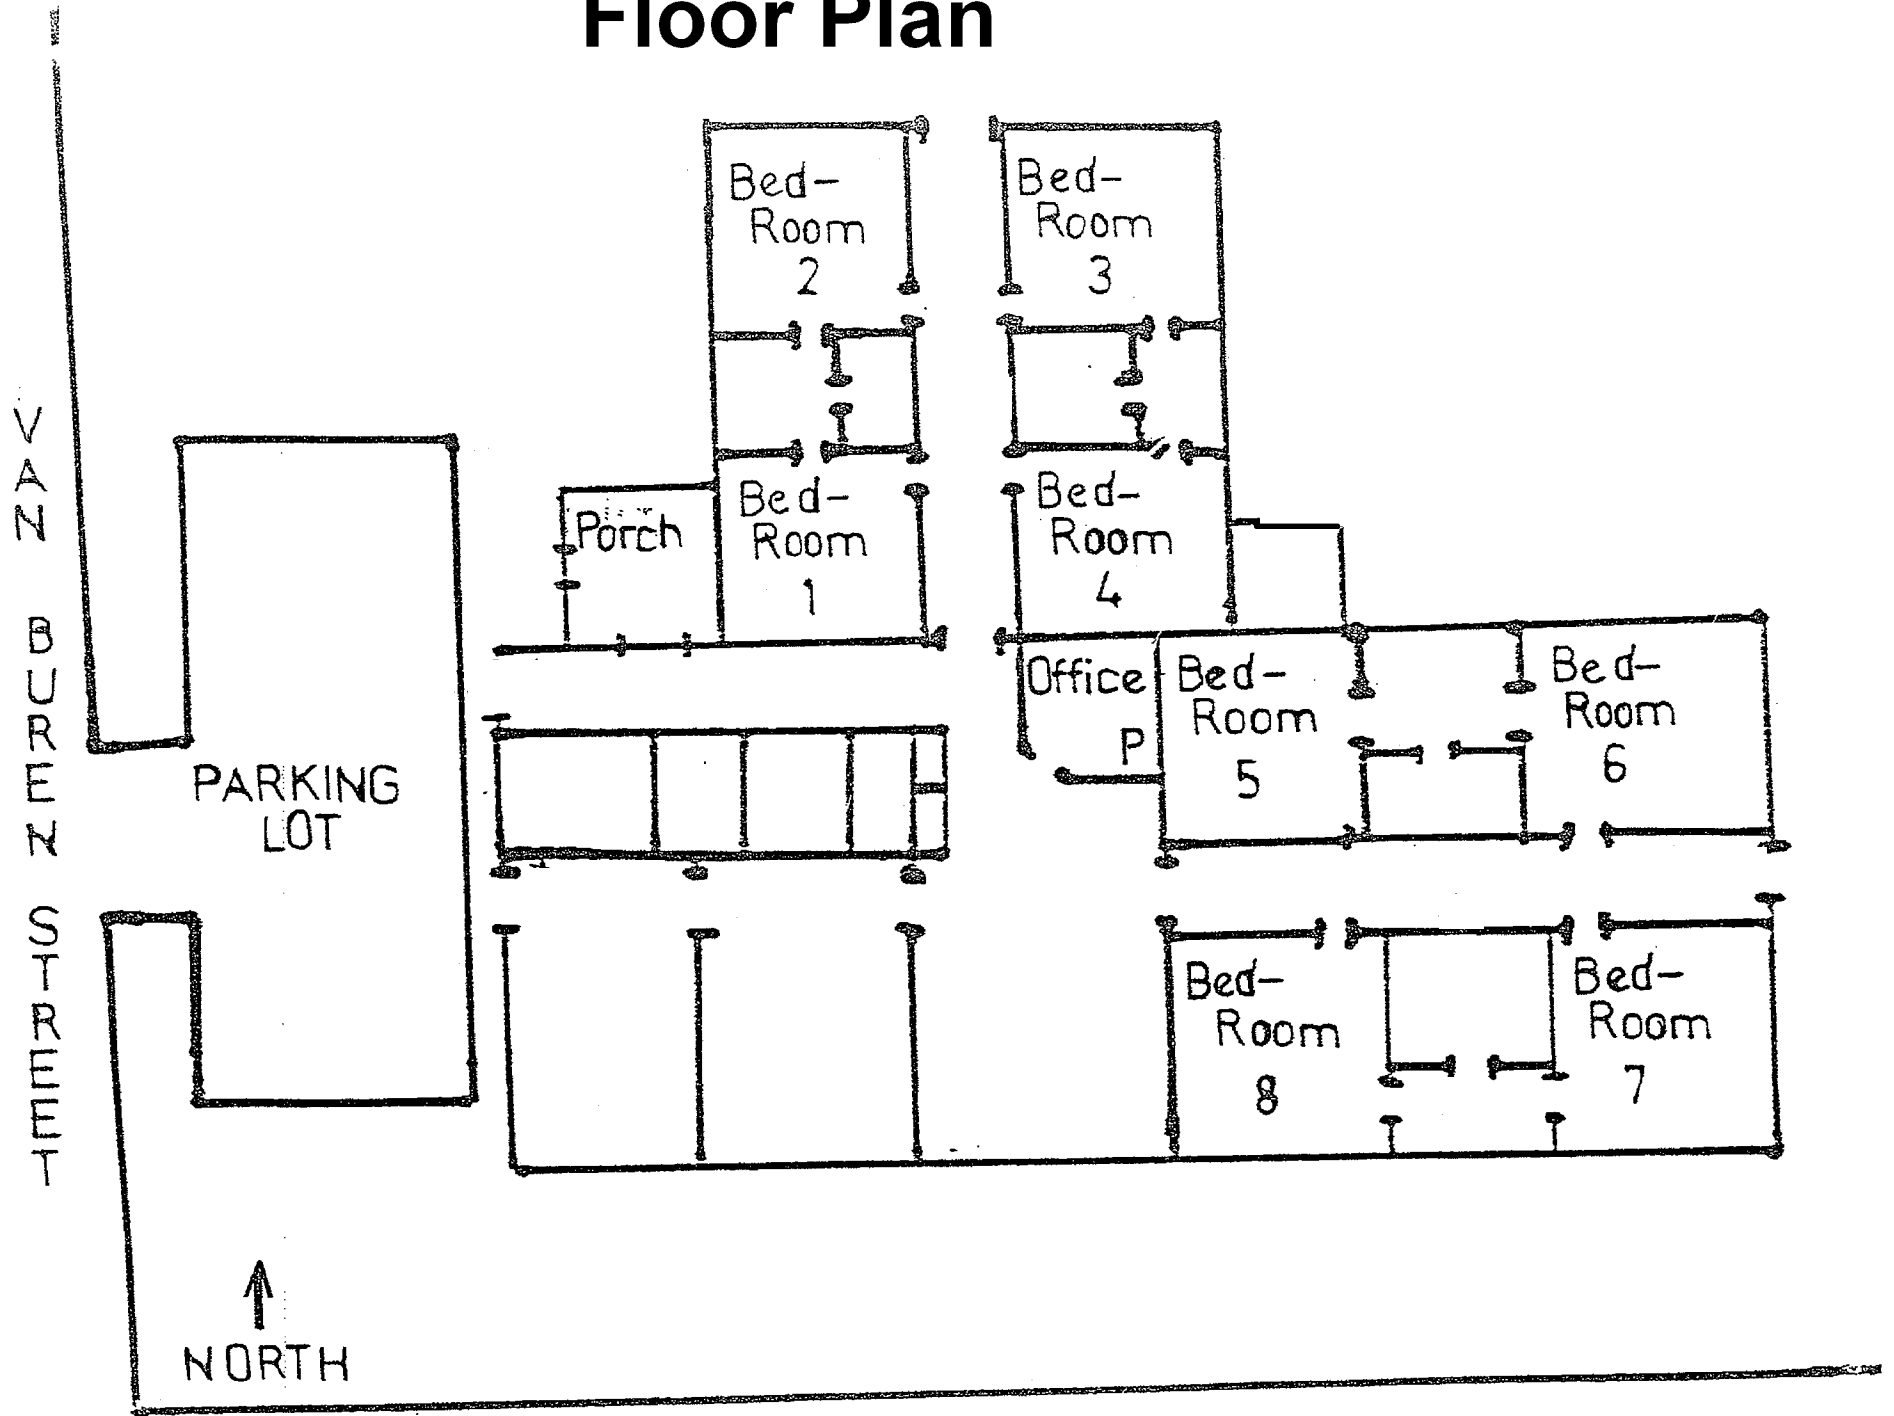 Floor Plan
Bed-
Room
2
Bed-
Room
3
Porch
Bed-
Room
1
Bed-
Room
4
VAN BUREN STREET
PARKING
LOT
Office
P
Bed-
Room
5
Bed-
Room
6
Bed-
Room
8
Bed-
Room
7
NORTH